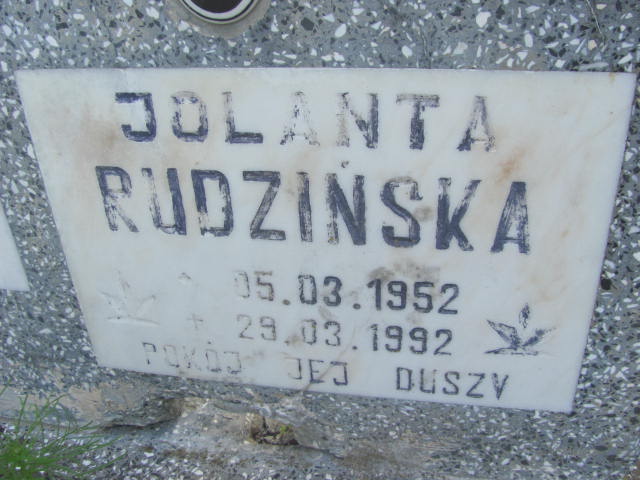 JOLANTA
RUDZIŃSKA
* 05.03.1952
+ 29.03.1992
POKÓJ JEJ DUSZY